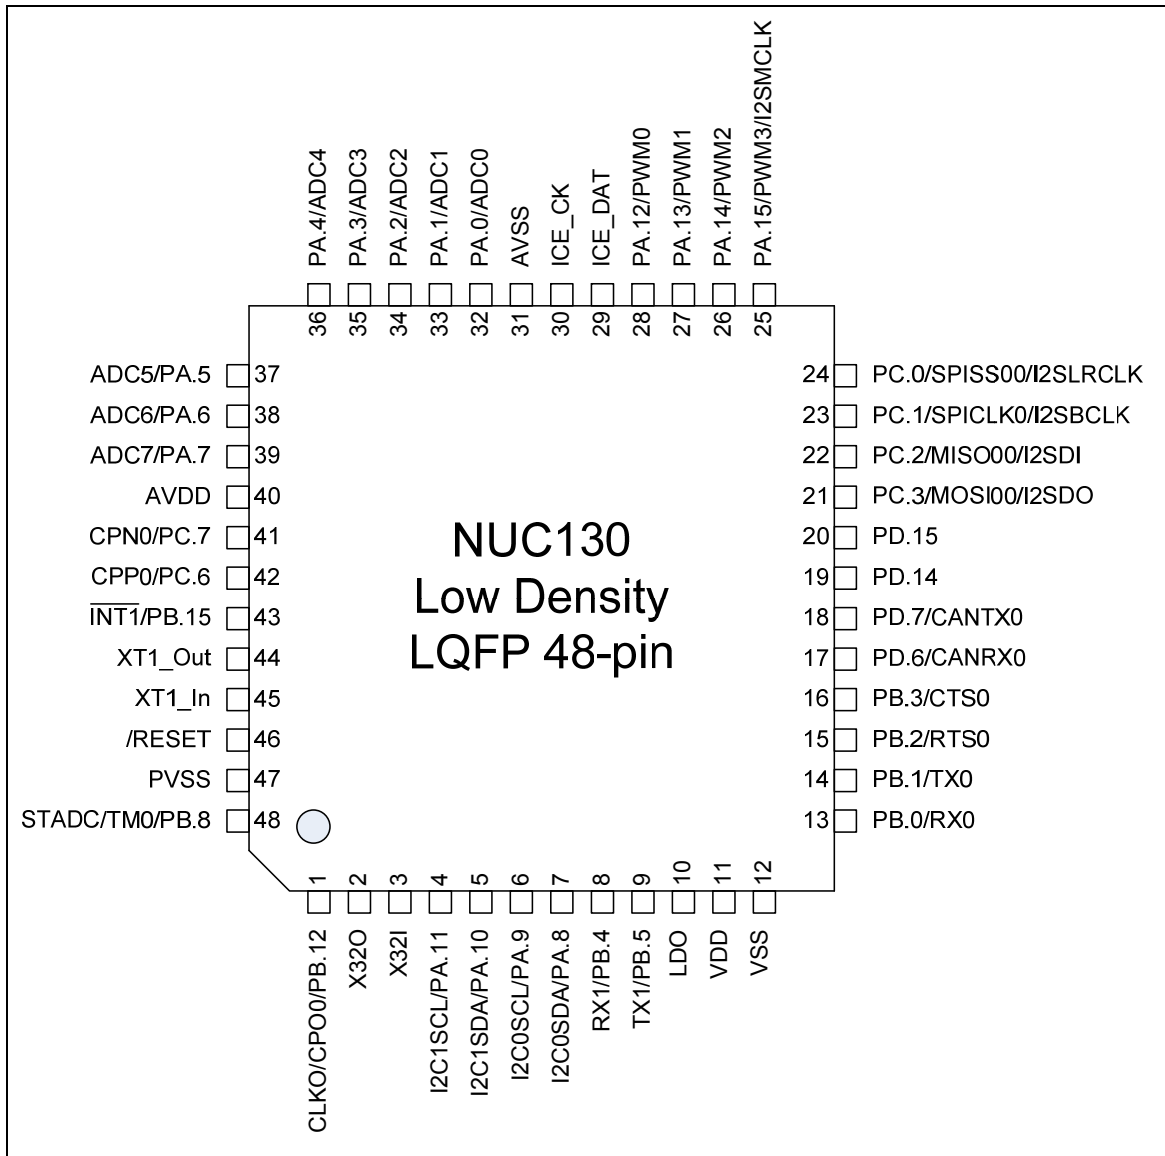 PA.4/ADC4
PA.3/ADC3
PA.2/ADC2
PA.1/ADC1
PA.0/ADC0
AVSS
ICE_CK
ICE_DAT
PA.12/PWM0
PA.13/PWM1
PA.14/PWM2
PA.15/PWM3/I2SMCLK
36
35
34
33
32
31
30
29
28
27
26
25
ADC5/PA.5 37
ADC6/PA.6 38
ADC7/PA.7 39
AVDD 40
CPN0/PC.7 41
CPP0/PC.6 42
INT1/PB.15 43
XT1_Out 44
XT1_In 45
/RESET 46
PVSS 47
STADC/TM0/PB.8 48
NUC130
Low Density
LQFP 48-pin
24 PC.0/SPISS00/I2SLRCLK
23 PC.1/SPICLK0/I2SBCLK
22 PC.2/MISO00/I2SDI
21 PC.3/MOSI00/I2SDO
20 PD.15
19 PD.14
18 PD.7/CANTX0
17 PD.6/CANRX0
16 PB.3/CTS0
15 PB.2/RTS0
14 PB.1/TX0
13 PB.0/RX0
1
2
3
4
5
6
7
8
9
10
11
12
CLKO/CPO0/PB.12
X32O
X32I
I2C1SCL/PA.11
I2C1SDA/PA.10
I2C0SCL/PA.9
I2C0SDA/PA.8
RX1/PB.4
TX1/PB.5
LDO
VDD
VSS